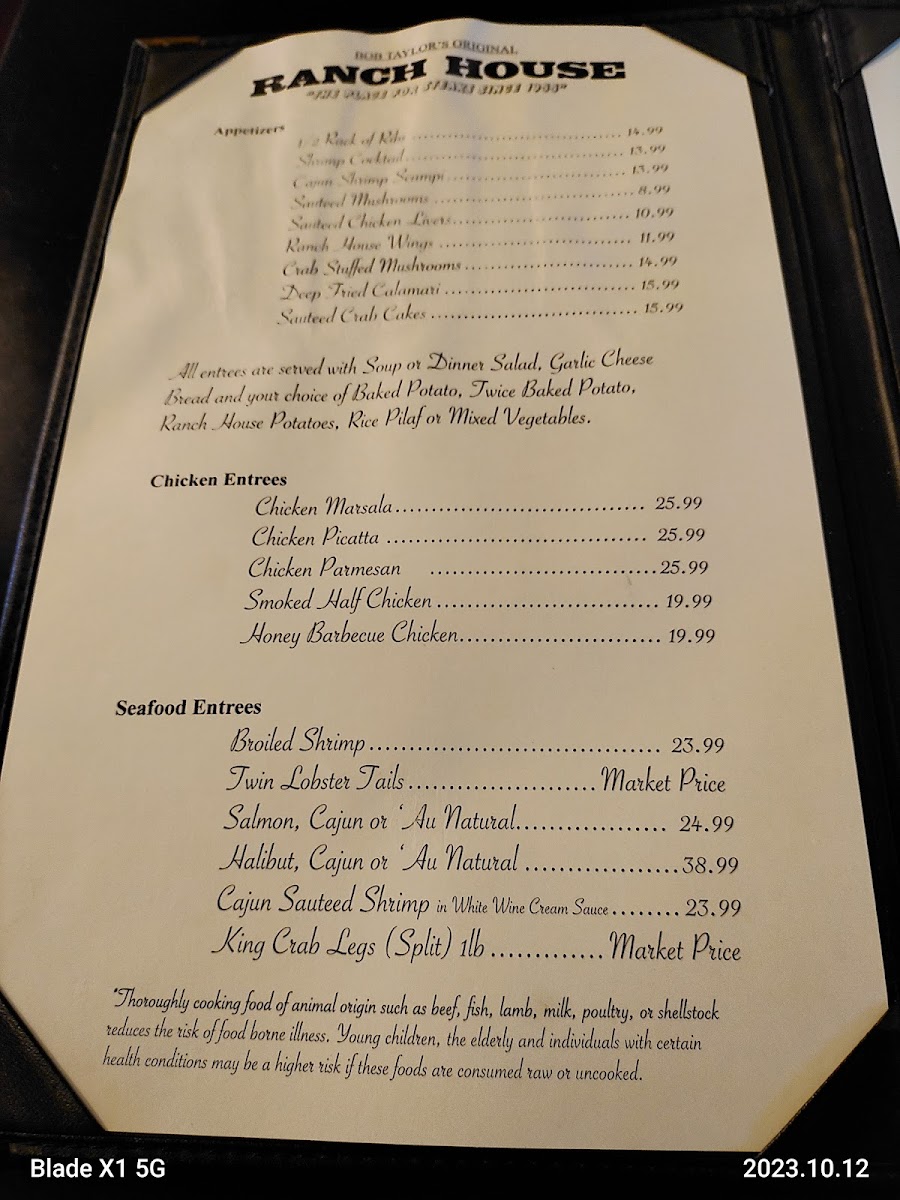 BOB TAYLOR'S ORIGINAL
RANCH HOUSE
"THE PLACE FOR STEAKS SINCE 1955"
Appetizers
1/2 Rack of Ribs 14.99
Shrimp Cocktail 13.99
Cajun Shrimp Scampi 13.99
Sauteed Mushrooms 8.99
Sauteed Chicken Livers 10.99
Ranch House Wings 11.99
Crab Stuffed Mushrooms 14.99
Deep Fried Calamari 15.99
Sauteed Crab Cakes 15.99
All entrees are served with Soup or Dinner Salad, Garlic Cheese
Bread and your choice of Baked Potato, Twice Baked Potato,
Ranch House Potatoes, Rice Pilaf or Mixed Vegetables.
Chicken Entrees
Chicken Marsala 25.99
Chicken Picatta 25.99
Chicken Parmesan 25.99
Smoked Half Chicken 19.99
Honey Barbecue Chicken 19.99
Seafood Entrees
Broiled Shrimp 23.99
Twin Lobster Tails Market Price
Salmon, Cajun or 'Au Natural 24.99
Halibut, Cajun or 'Au Natural 38.99
Cajun Sauteed Shrimp in White Wine Cream Sauce 23.99
King Crab Legs (Split) 1lb Market Price
"Thoroughly cooking food of animal origin such as beef, fish, lamb, milk, poultry, or shellstock
reduces the risk of food borne illness. Young children, the elderly and individuals with certain
health conditions may be a higher risk if these foods are consumed raw or uncooked.
Blade X1 5G
2023.10.12